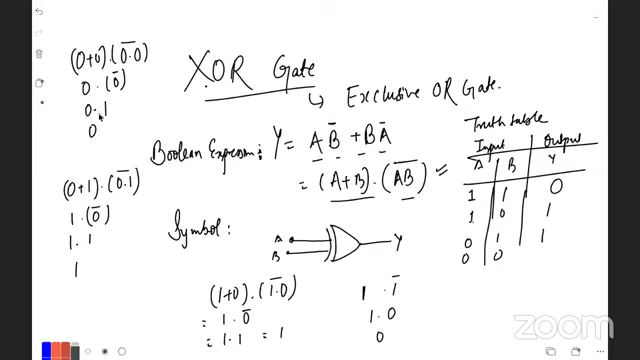 (0+0).(0̅.̅0̅)
0.(0̅)
0.1
0
(0+1).(0̅.̅1̅)
1.(0̅)
1.1
1
XOR Gate
↳ Exclusive OR Gate.
Boolean Expression: Y = AB̅ + BA̅
= (A+B).(A̅B̅)
Symbol:
A
B
Y
(1+0).(1̅.̅0̅)
= 1.0̅
= 1.1 = 1
1.1̅
1.0
0
Truth table
Input Output
A B Y
1 1 0
1 0 1
0 1 1
0 0
zoom